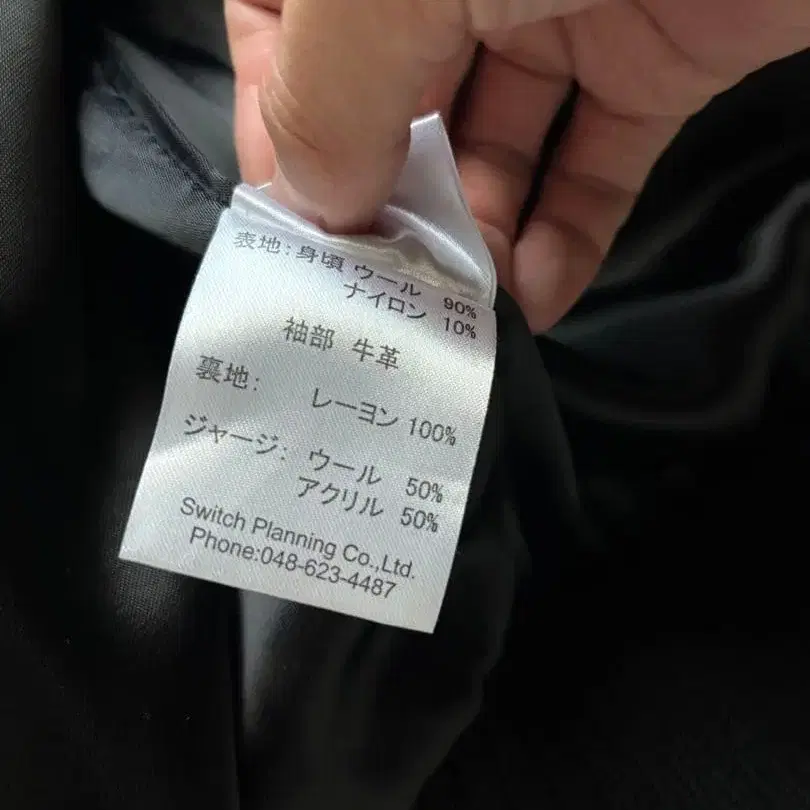 表地:身頃 ウール 90%
ナイロン 10%
袖部 牛革
裏地: レーヨン 100%
ジャージ: ウール 50%
アクリル 50%
Switch Planning Co.,Ltd.
Phone:048-623-4487